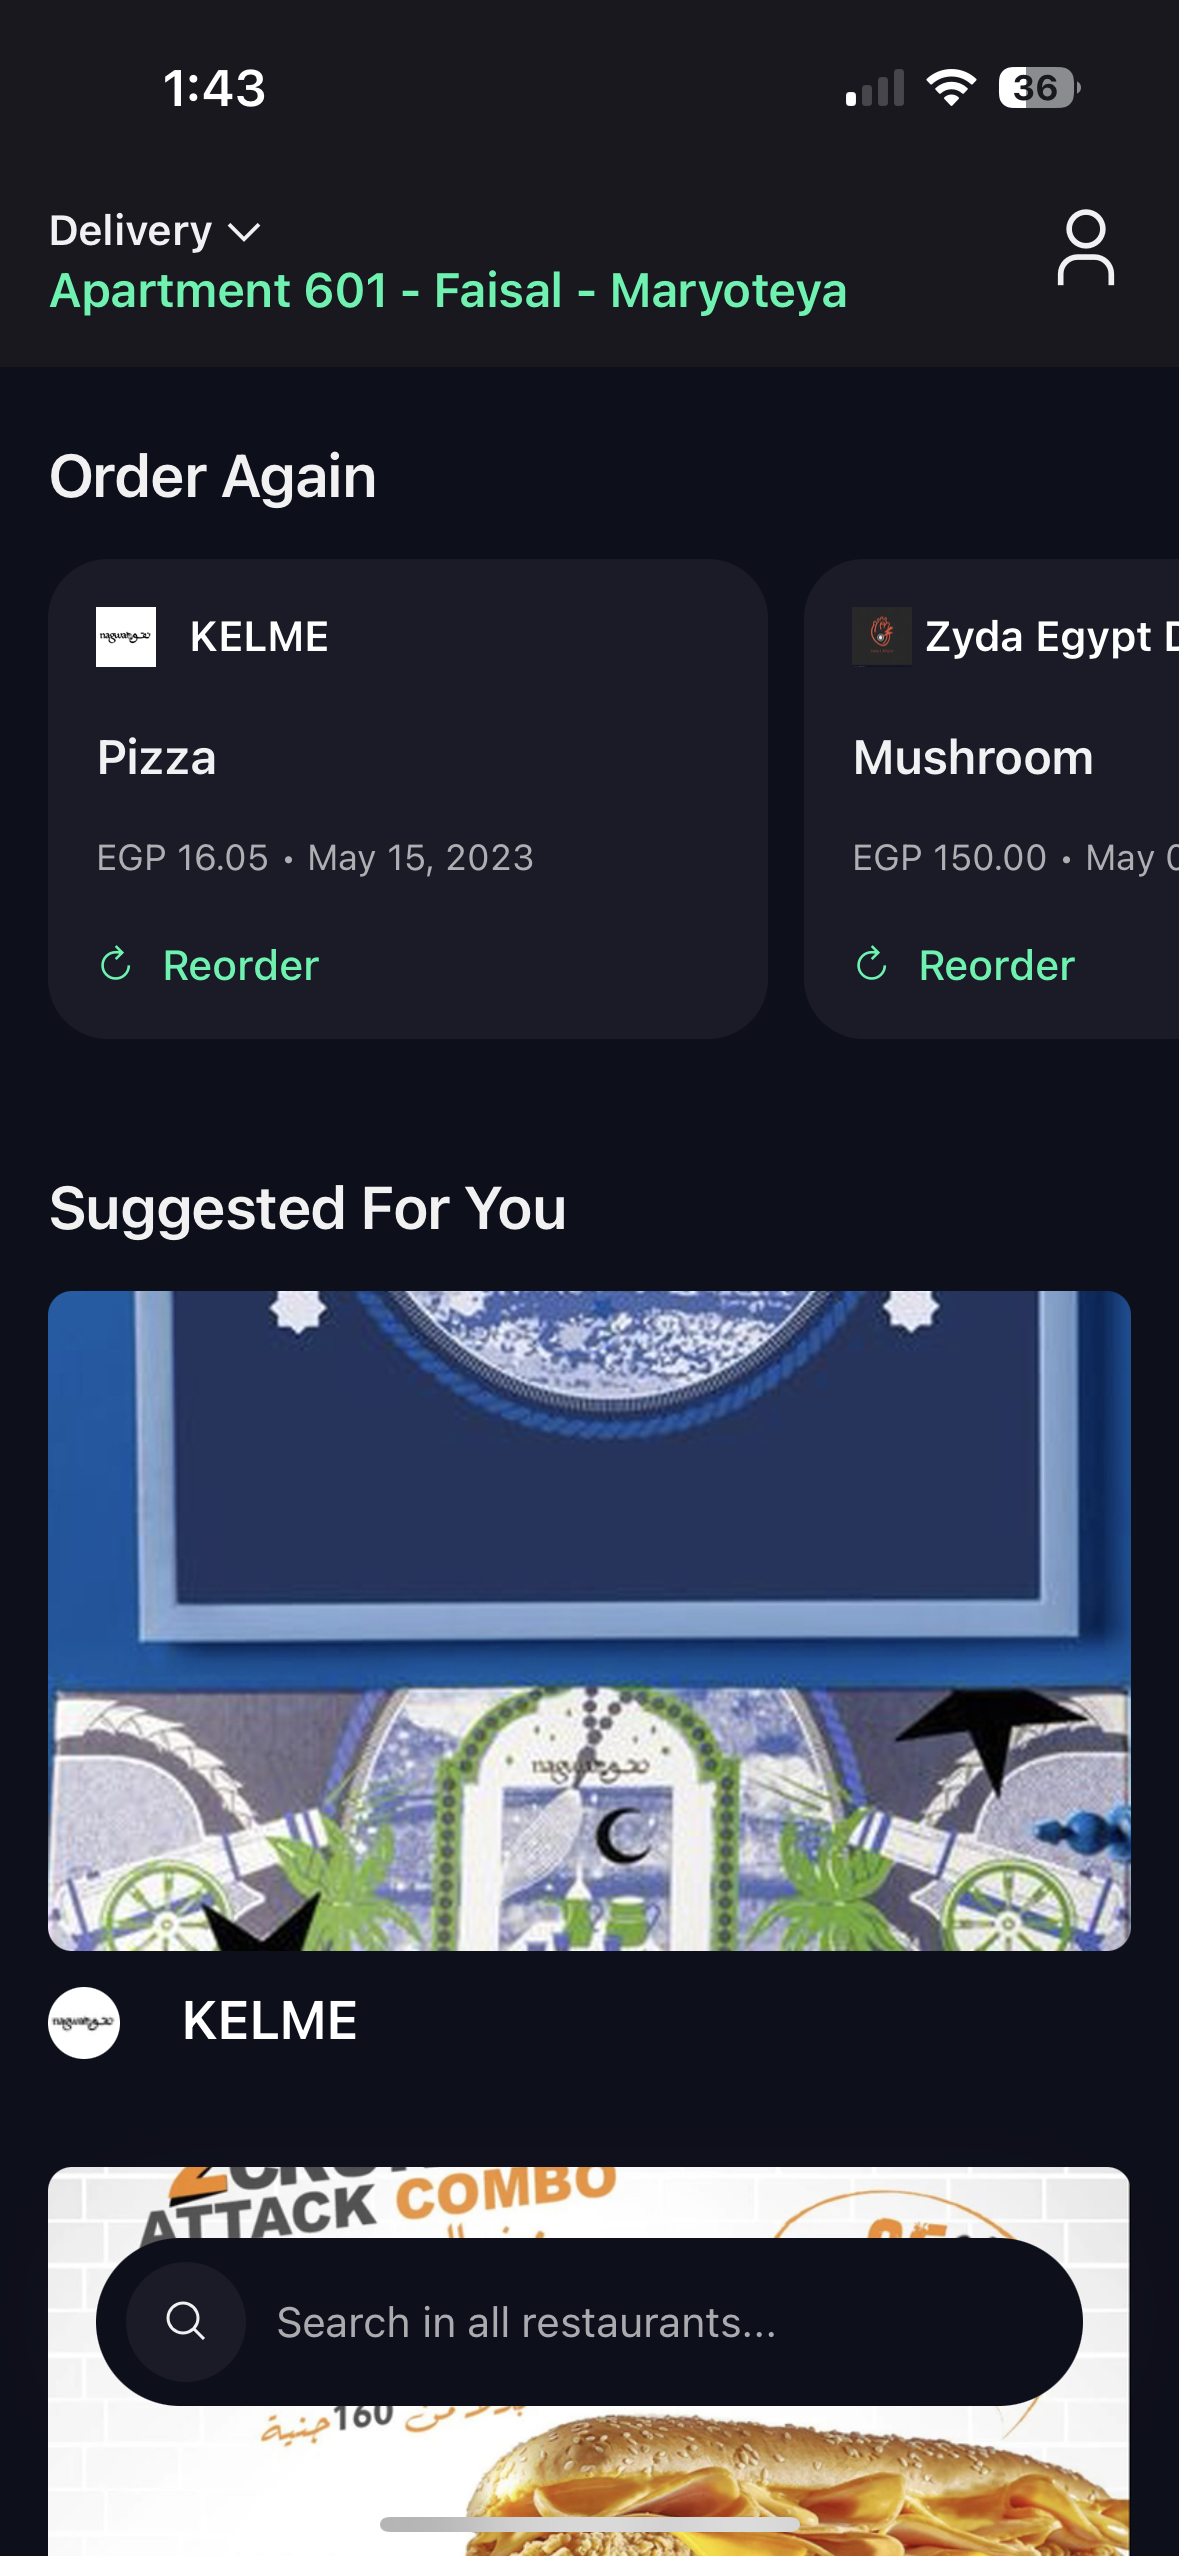 1:43
36
Delivery
Apartment 601 - Faisal - Maryoteya
Order Again
KELME
Pizza
EGP 16.05 • May 15, 2023
Reorder
Zyda Egypt
Mushroom
EGP 150.00 • May
Reorder
Suggested For You
KELME
ATTACK COMBO
Search in all restaurants...
160 جنية